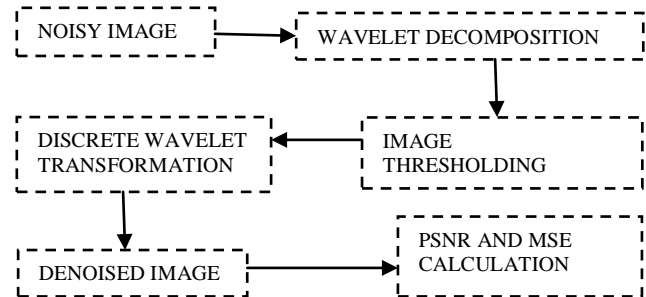 NOISY IMAGE
WAVELET DECOMPOSITION
IMAGE
THRESHOLDING
DISCRETE WAVELET
TRANSFORMATION
DENOISED IMAGE
PSNR AND MSE
CALCULATION